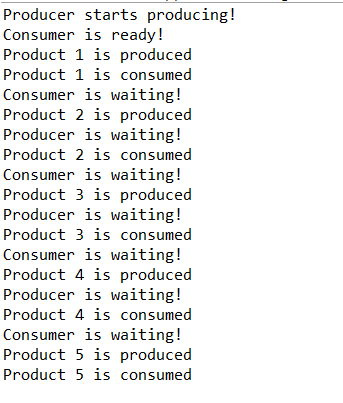 Producer starts producing!
Consumer is ready!
Product 1 is produced
Product 1 is consumed
Consumer is waiting!
Product 2 is produced
Producer is waiting!
Product 2 is consumed
Consumer is waiting!
Product 3 is produced
Producer is waiting!
Product 3 is consumed
Consumer is waiting!
Product 4 is produced
Producer is waiting!
Product 4 is consumed
Consumer is waiting!
Product 5 is produced
Product 5 is consumed